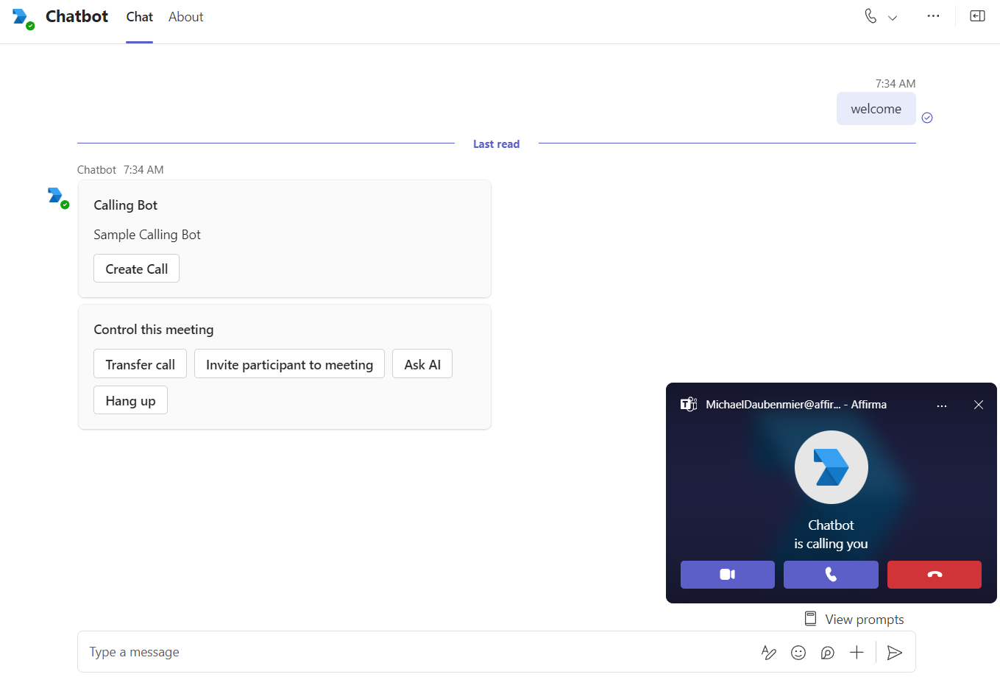 Chatbot Chat About
7:34 AM
welcome
Last read
Chatbot 7:34 AM
Calling Bot
Sample Calling Bot
Create Call
Control this meeting
Transfer call Invite participant to meeting Ask AI
Hang up
MichaelDaubenmier@affir... - Affirma
Chatbot
is calling you
View prompts
Type a message